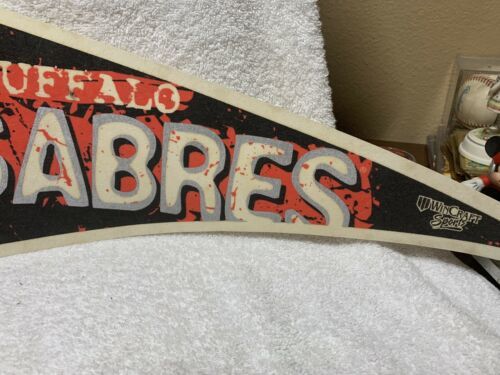 UFFALO
SABRES
WINCRAFT
Sports